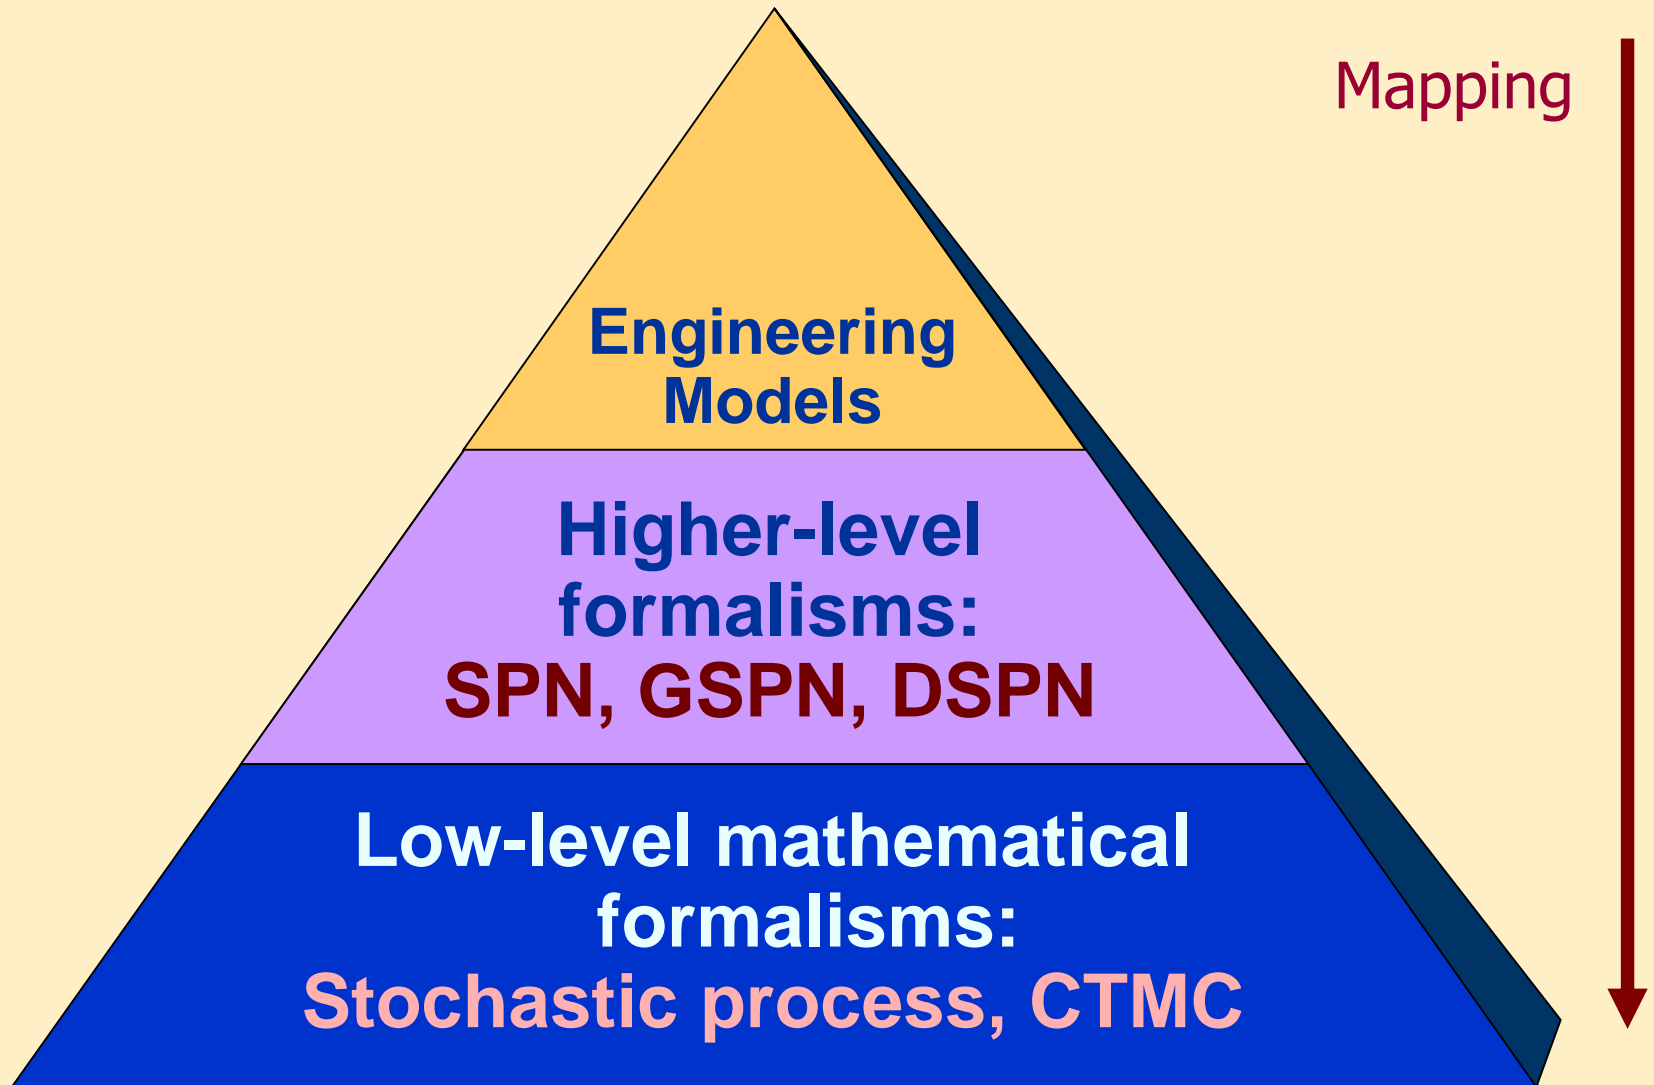 Mapping
Engineering
Models
Higher-level
formalisms:
SPN, GSPN, DSPN
Low-level mathematical
formalisms:
Stochastic process, CTMC